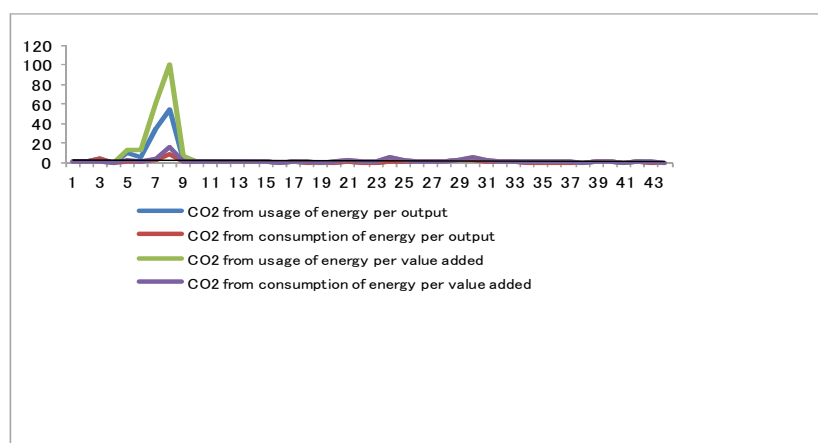 120
100
80
60
40
20
0
1 3 5 7 9 11 13 15 17 19 21 23 25 27 29 31 33 35 37 39 41 43
CO2 from usage of energy per output
CO2 from consumption of energy per output
CO2 from usage of energy per value added
CO2 from consumption of energy per value added